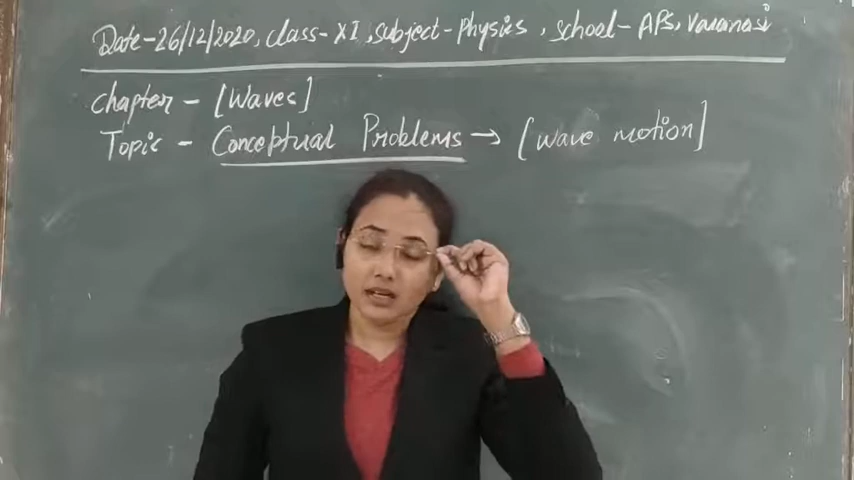 Date-26/12/2020, class-XI, subject-Physics, school-APS, Varanasi
chapter - [Waves]
Topic - Conceptual Problems → [wave motion]